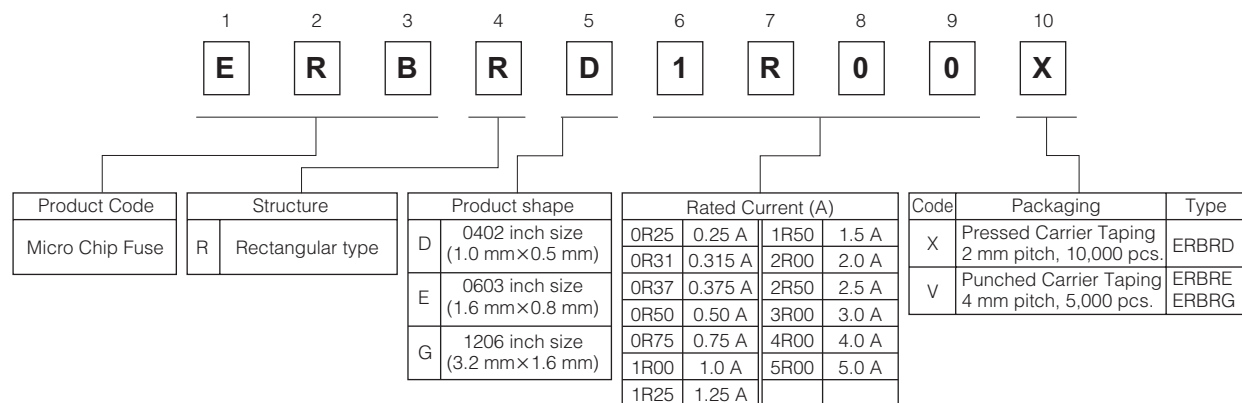 1 2 3 4 5 6 7 8 9 10
E R B R D 1 R 0 0 X
Product Code
Micro Chip Fuse
Structure
R Rectangular type
Product shape
D 0402 inch size
(1.0 mm×0.5 mm)
E 0603 inch size
(1.6 mm×0.8 mm)
G 1206 inch size
(3.2 mm×1.6 mm)
Rated Current (A)
0R25 0.25 A 1R50 1.5 A
0R31 0.315 A 2R00 2.0 A
0R37 0.375 A 2R50 2.5 A
0R50 0.50 A 3R00 3.0 A
0R75 0.75 A 4R00 4.0 A
1R00 1.0 A 5R00 5.0 A
1R25 1.25 A
Code Packaging Type
X Pressed Carrier Taping
2 mm pitch, 10,000 pcs. ERBRD
V Punched Carrier Taping ERBRE
4 mm pitch, 5,000 pcs. ERBRG